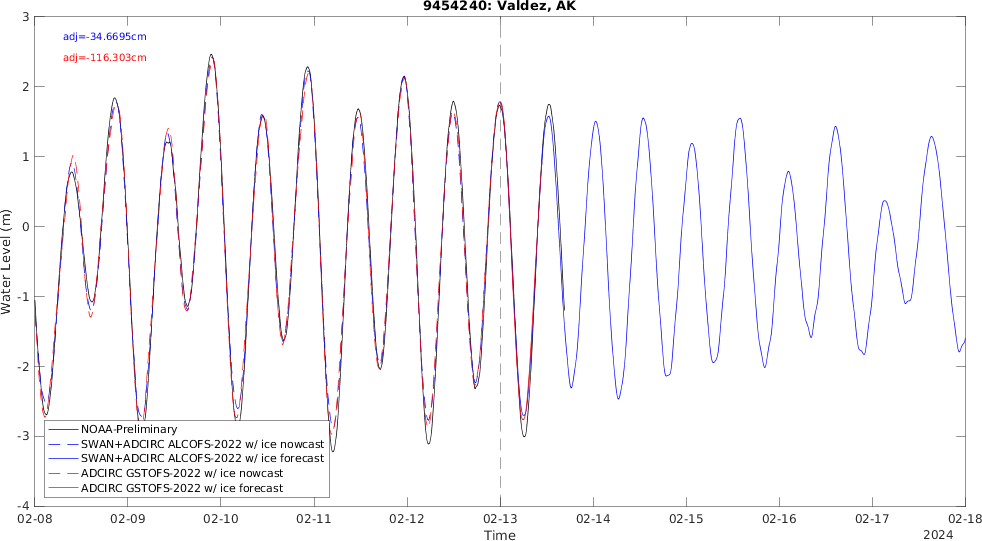 9454240: Valdez, AK
adj=-34.6695cm
adj=-116.303cm
3
2
1
0
-1
-2
-3
-4
Water Level (m)
NOAA-Preliminary
SWAN+ADCIRC ALCOFS-2022 w/ ice nowcast
SWAN+ADCIRC ALCOFS-2022 w/ ice forecast
ADCIRC GSTOFS-2022 w/ ice nowcast
ADCIRC GSTOFS-2022 w/ ice forecast
02-08 02-09 02-10 02-11 02-12 02-13 02-14 02-15 02-16 02-17 02-18
Time
2024